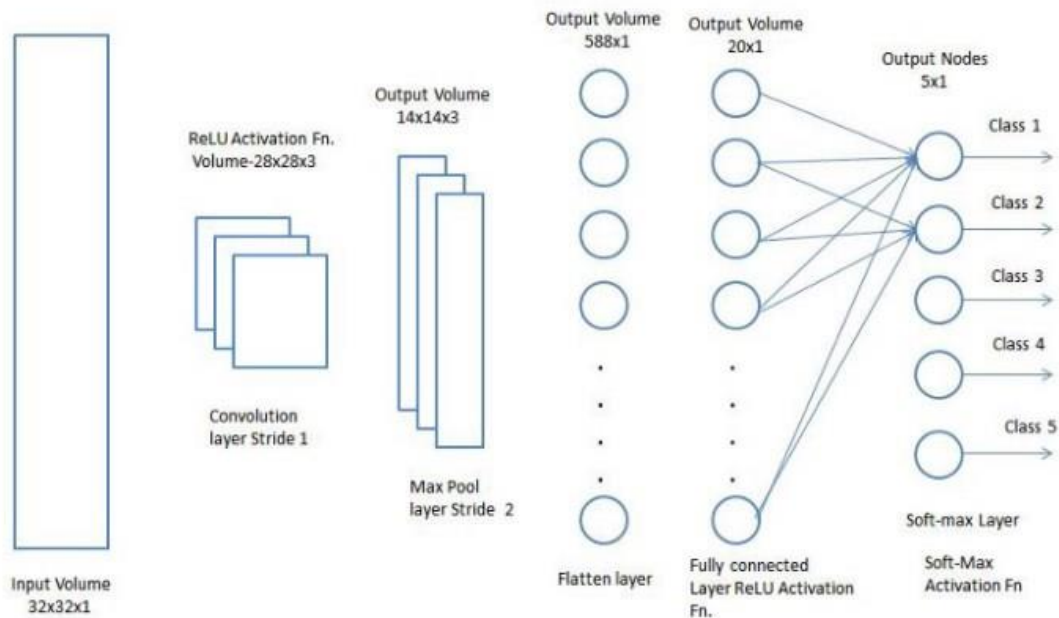 Input Volume
32x32x1
ReLU Activation Fn.
Volume-28x28x3
Convolution
layer Stride 1
Output Volume
14x14x3
Max Pool
layer Stride 2
Output Volume
588x1
Flatten layer
Output Volume
20x1
Fully connected
Layer ReLU Activation
Fn.
Output Nodes
5x1
Class 1
Class 2
Class 3
Class 4
Class 5
Soft-max Layer
Soft-Max
Activation Fn